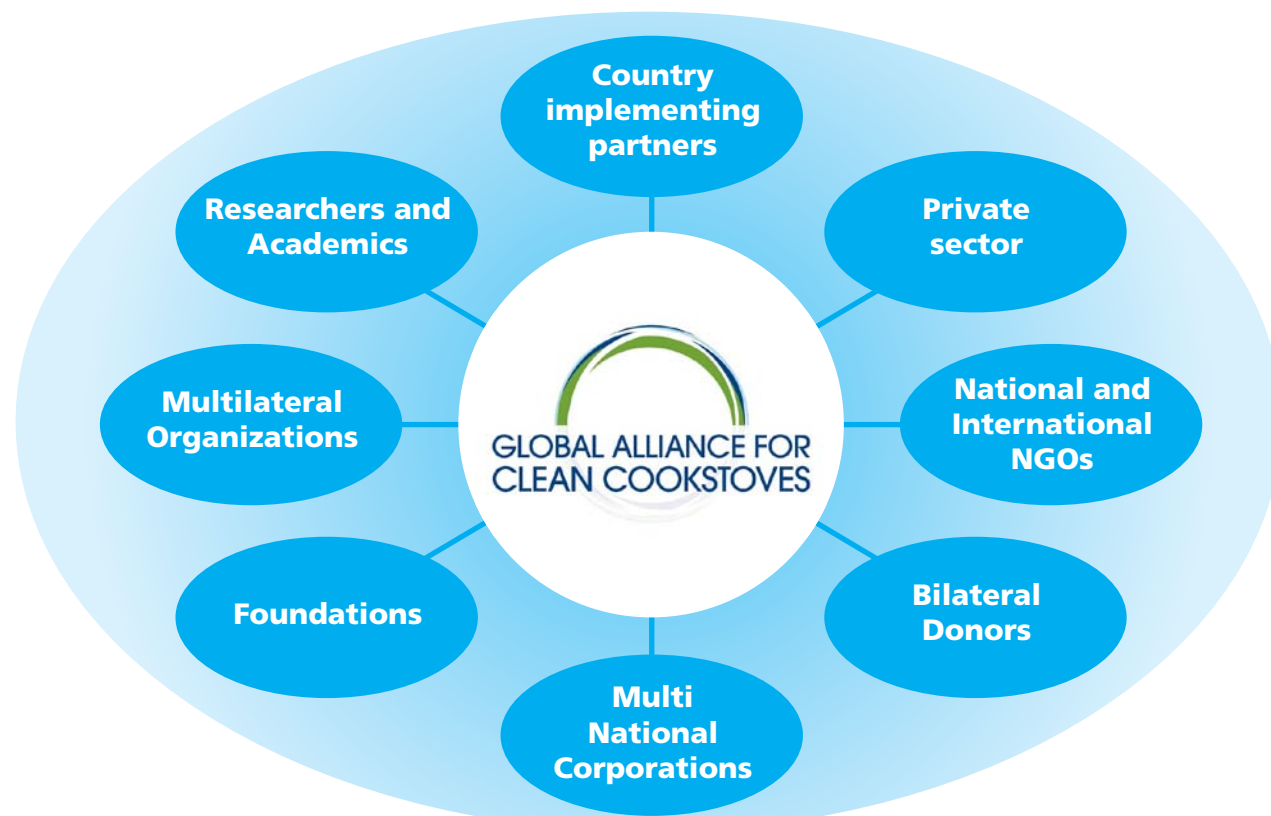 Country
implementing
partners
Researchers and
Academics
Private
sector
Multilateral
Organizations
GLOBAL ALLIANCE FOR
CLEAN COOKSTOVES
National and
International
NGOs
Foundations
Bilateral
Donors
Multi
National
Corporations